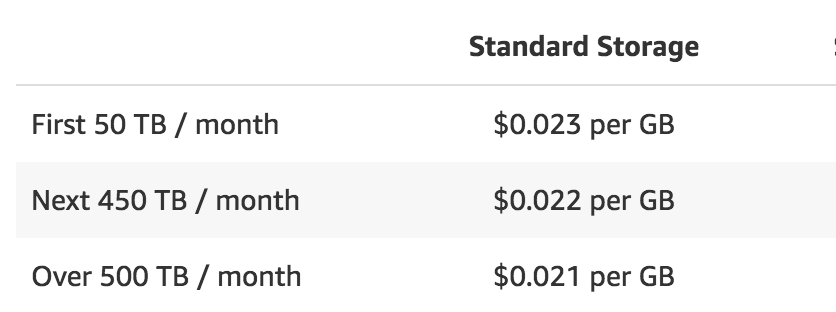 Standard Storage
First 50 TB / month $0.023 per GB
Next 450 TB / month $0.022 per GB
Over 500 TB / month $0.021 per GB